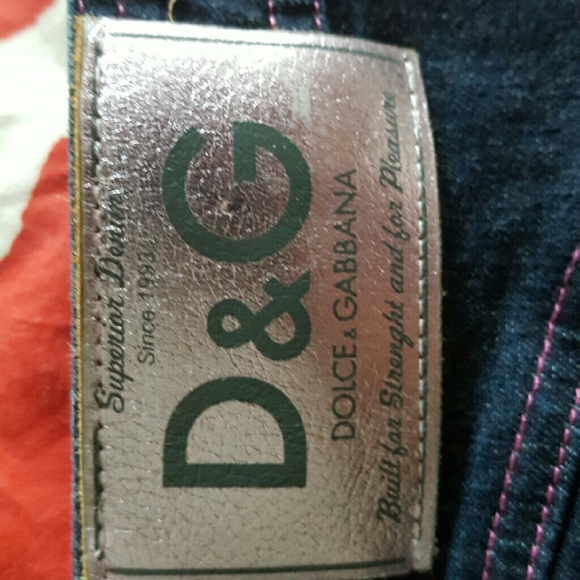 Superior Denim
Since 1993
D&G
DOLCE & GABBANA
Built for Strenght and for Pleasure